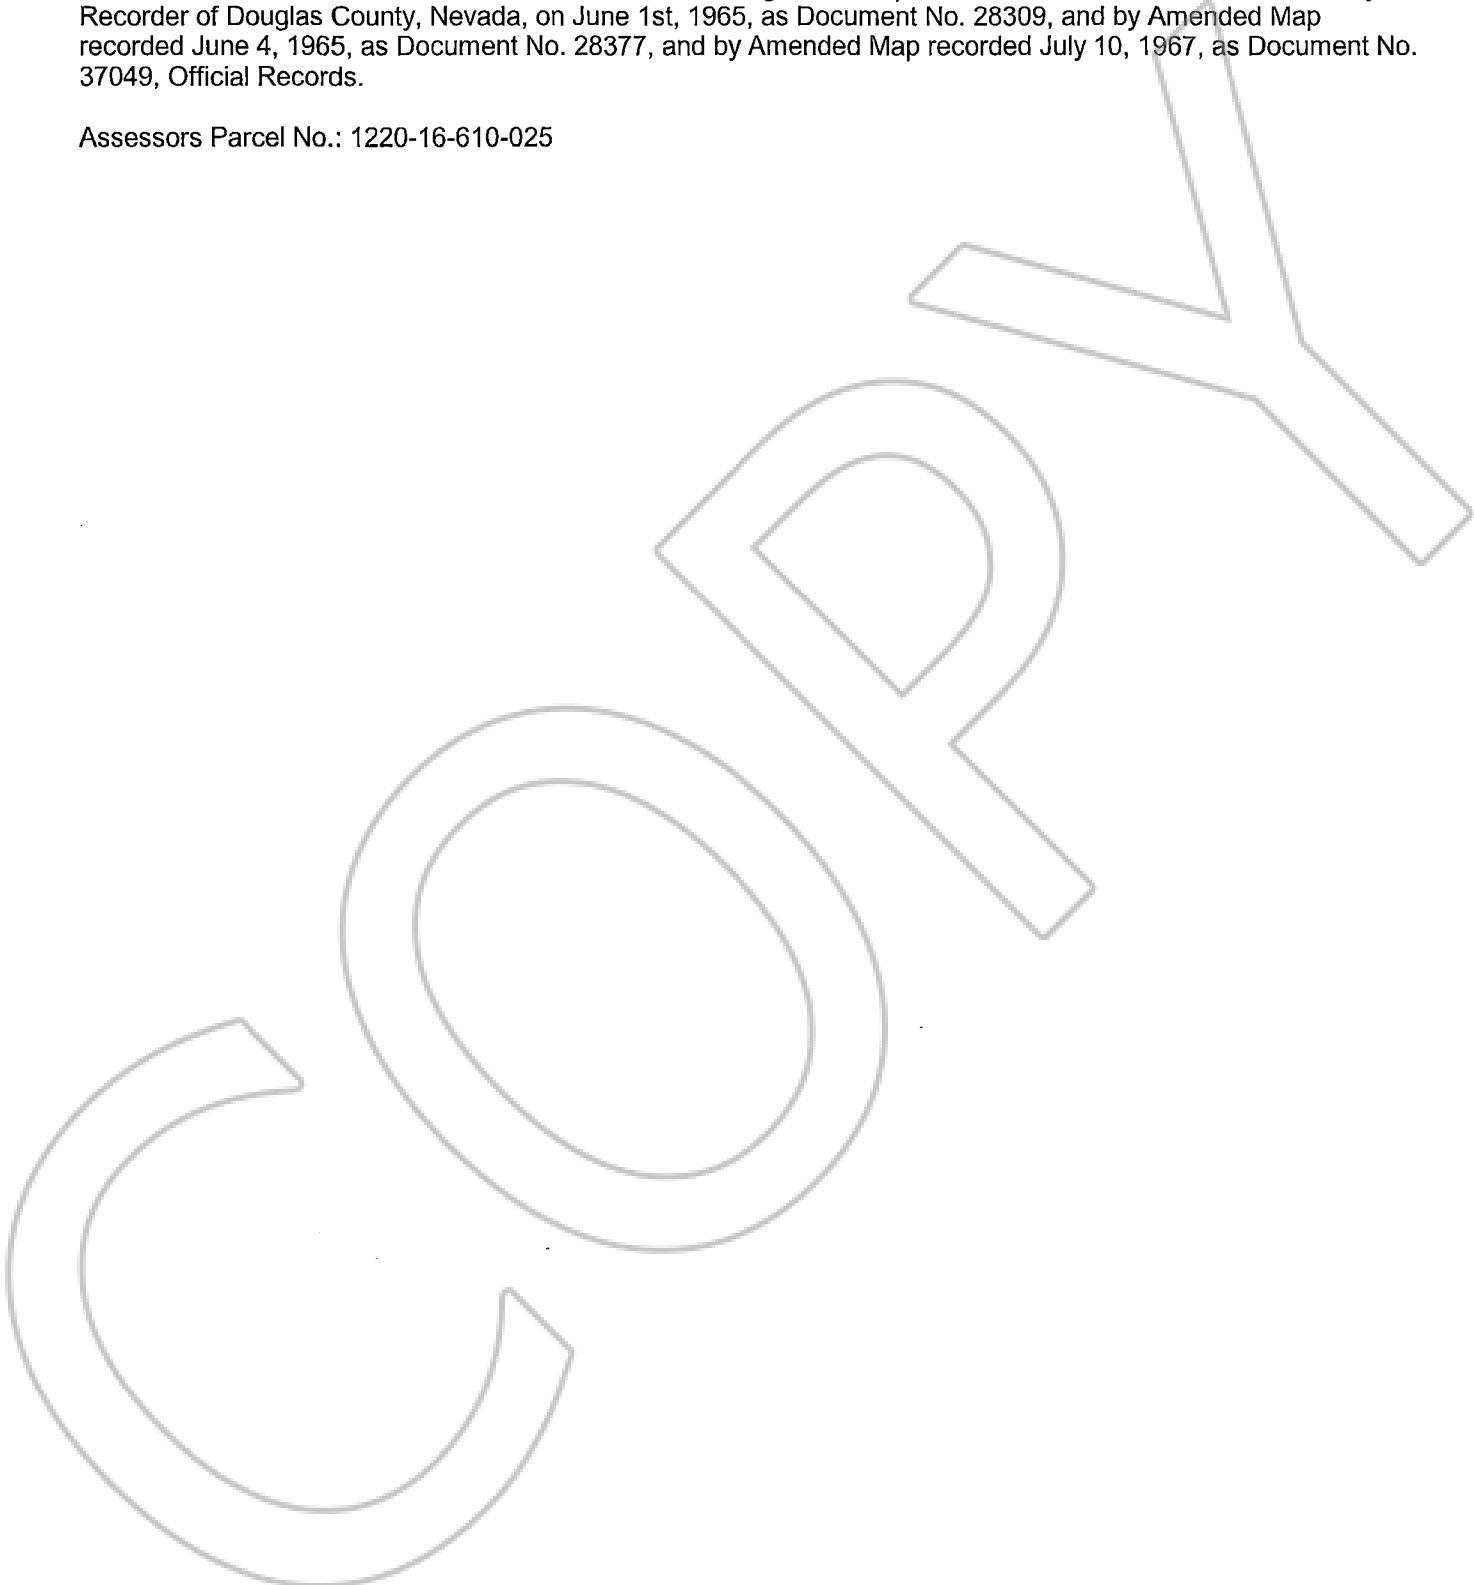 Recorder of Douglas County, Nevada, on June 1st, 1965, as Document No. 28309, and by Amended Map
recorded June 4, 1965, as Document No. 28377, and by Amended Map recorded July 10, 1967, as Document No.
37049, Official Records.
Assessors Parcel No.: 1220-16-610-025
COPY